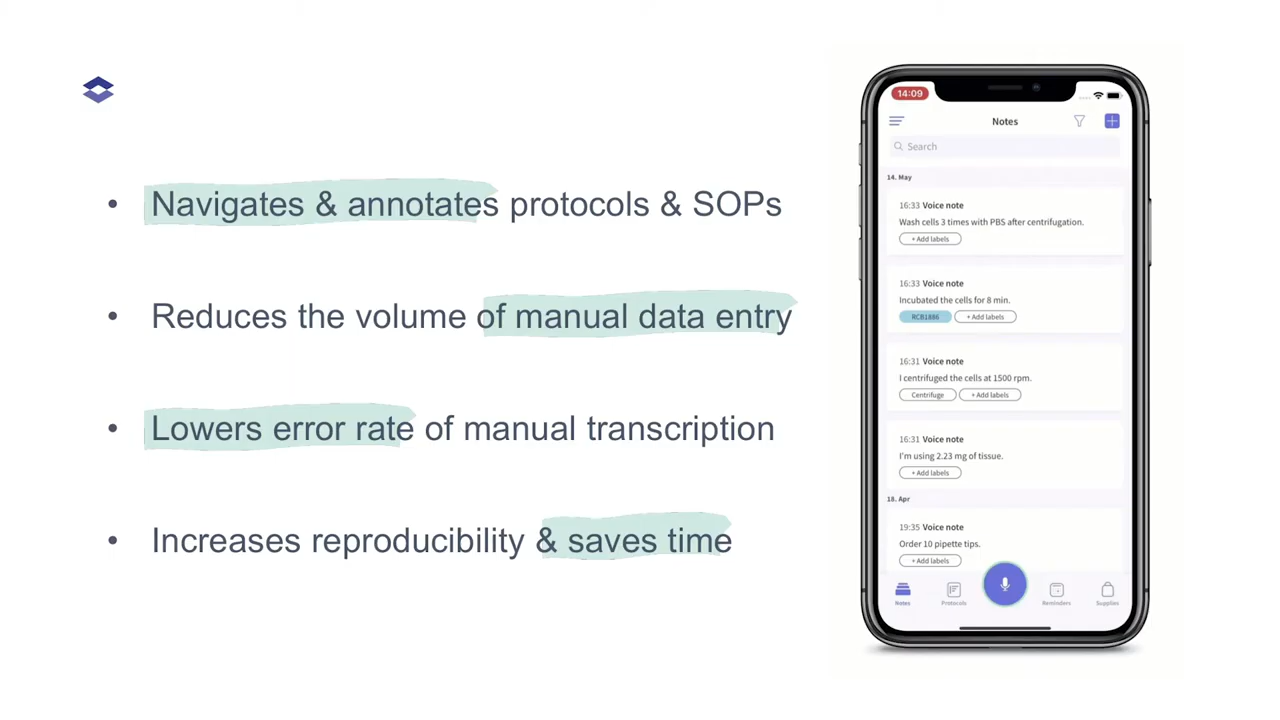 • Navigates & annotates protocols & SOPs
• Reduces the volume of manual data entry
• Lowers error rate of manual transcription
• Increases reproducibility & saves time
14:09
Notes
Search
14. May
16:33 Voice note
Wash cells 3 times with PBS after centrifugation.
+ Add labels
16:33 Voice note
Incubated the cells for 8 min.
RCB1886 + Add labels
16:31 Voice note
I centrifuged the cells at 1500 rpm.
Centrifuge + Add labels
16:31 Voice note
I'm using 2.23 mg of tissue.
+ Add labels
18. Apr
19:35 Voice note
Order 10 pipette tips.
+ Add labels
Notes Protocols Reminders Supplies